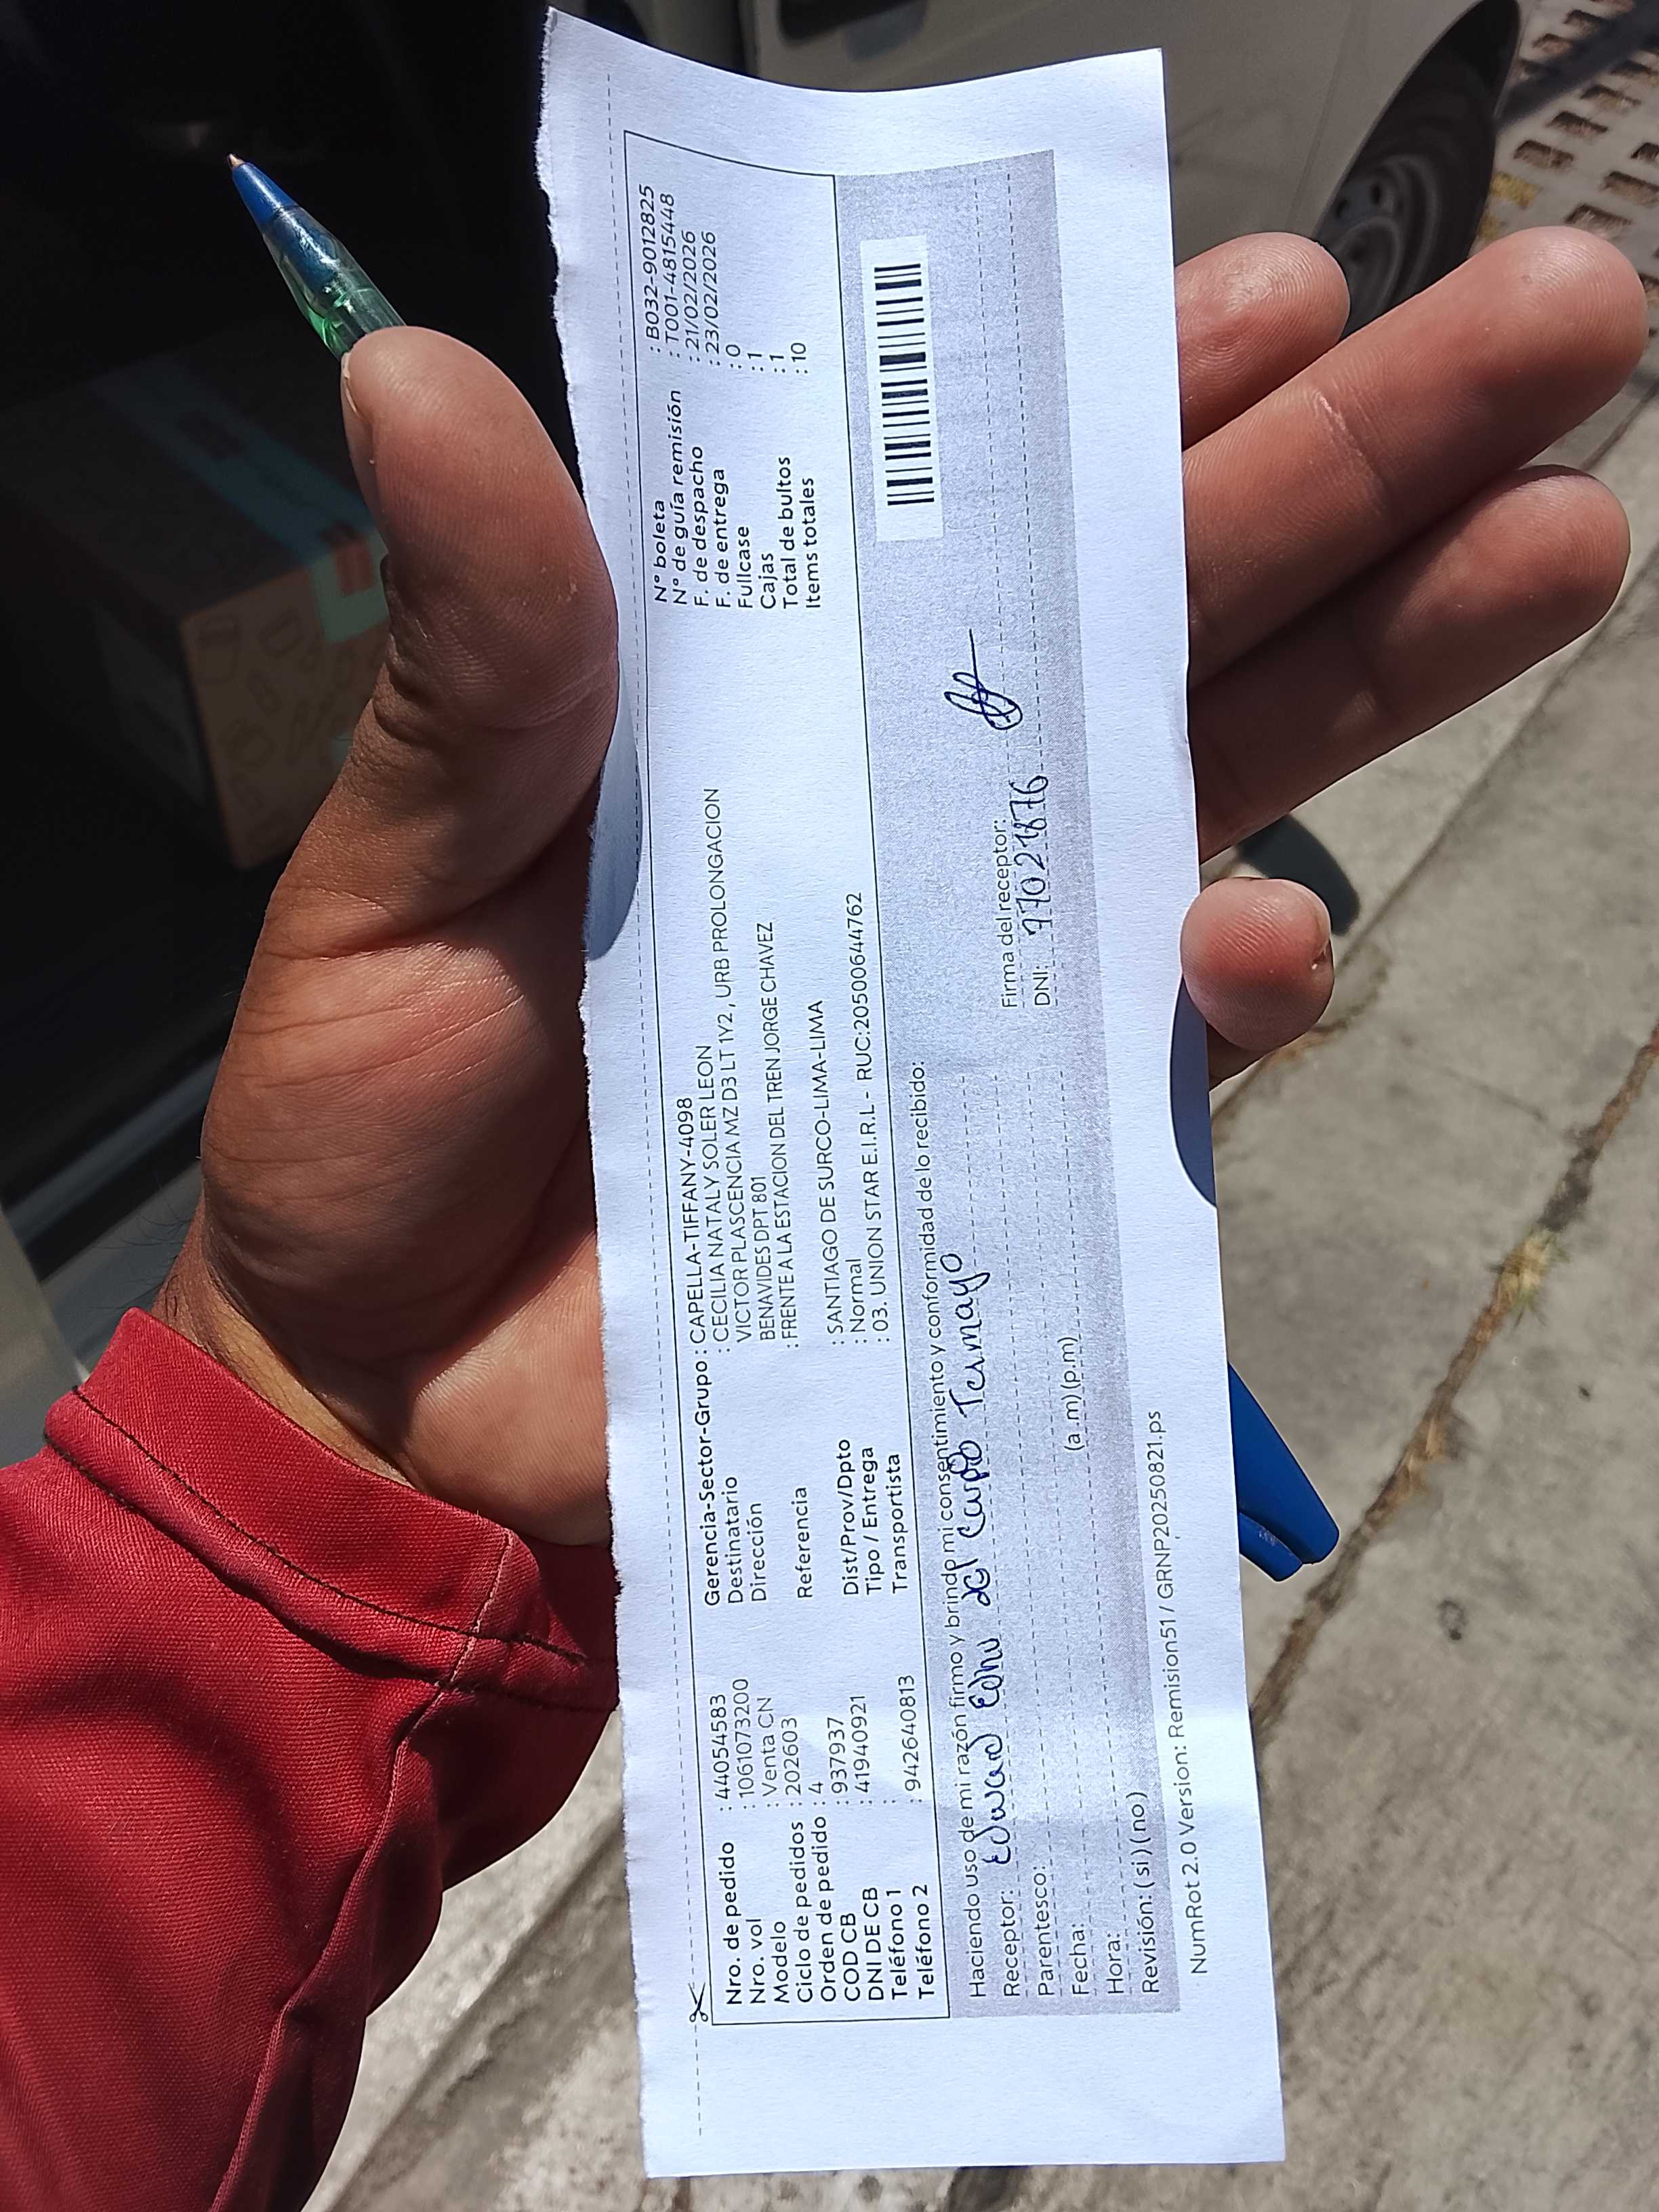 Nro. de pedido : 44054583
Nro. vol : 1061073200
Modelo : Venta CN
Ciclo de pedidos : 202603
Orden de pedido : 4
COD CB : 937937
DNI DE CB : 41940921
Teléfono 1 :
Teléfono 2 : 942640813
Gerencia-Sector-Grupo : CAPELLA-TIFFANY-4098
Destinatario : CECILIA NATALY SOLER LEON
Dirección VICTOR PLASCENCIA MZ D3 LT 1Y2 , URB PROLONGACION
BENAVIDES DPT 801
Referencia : FRENTE A LA ESTACION DEL TREN JORGE CHAVEZ
Dist/Prov/Dpto : SANTIAGO DE SURCO-LIMA-LIMA
Tipo / Entrega : Normal
Transportista : 03. UNION STAR E.I.R.L - RUC:20500644762
N° boleta : B032-9012825
N° de guía remisión : T001-4815448
F. de despacho : 21/02/2026
F. de entrega : 23/02/2026
Fullcase : 0
Cajas : 1
Total de bultos : 1
Items totales : 10
Haciendo uso de mi razón firmo y brindo mi consentimiento y conformidad de lo recibido:
Receptor: Edward Edhu del Carpio
Parentesco:
Fecha:
Hora: (a .m) (p.m)
Revisión: ( si ) ( no )
Firma del receptor:
DNI:
NumRot 2.0 Version: Remision51 / GRNP20250821.ps